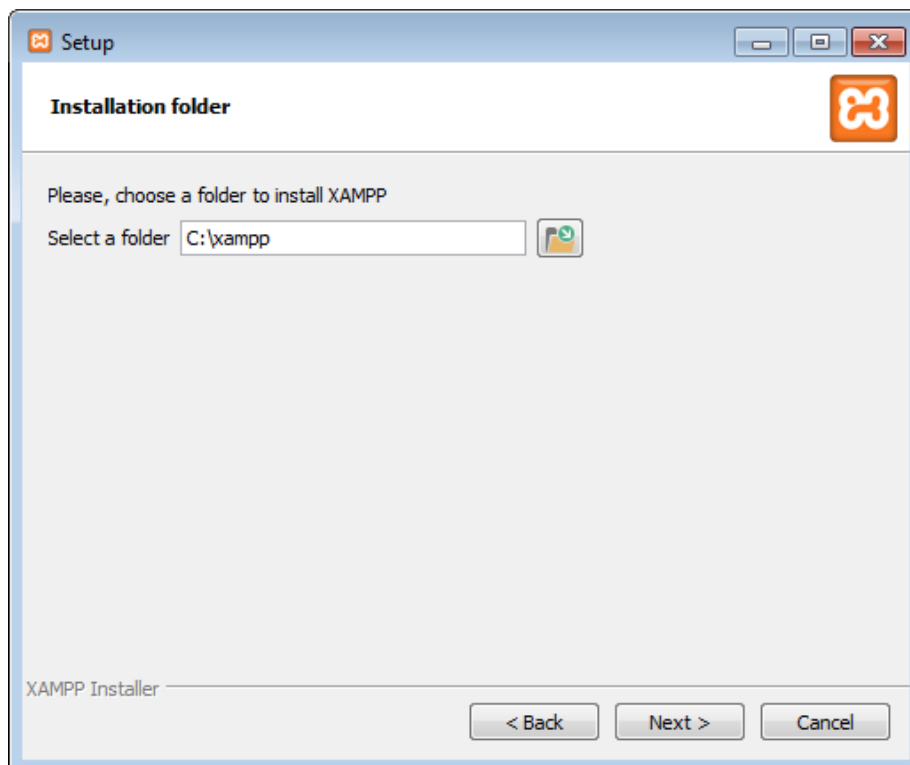 Setup
Installation folder
Please, choose a folder to install XAMPP
Select a folder C:\xampp
XAMPP Installer
< Back Next > Cancel